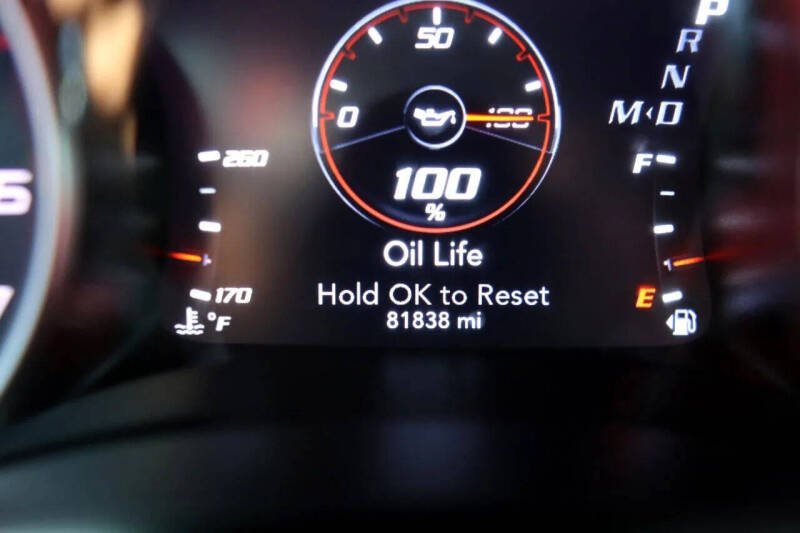 P
R
N
M◂D
50
0
100
100
%
260
F
Oil Life
Hold OK to Reset
170
E
°F
81838 mi